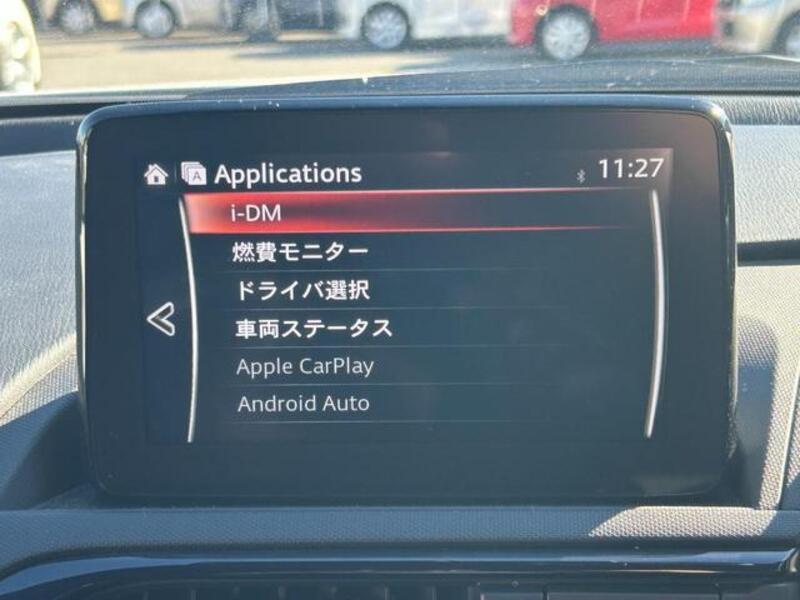 Applications
11:27
i-DM
燃費モニター
ドライバ選択
車両ステータス
Apple CarPlay
Android Auto